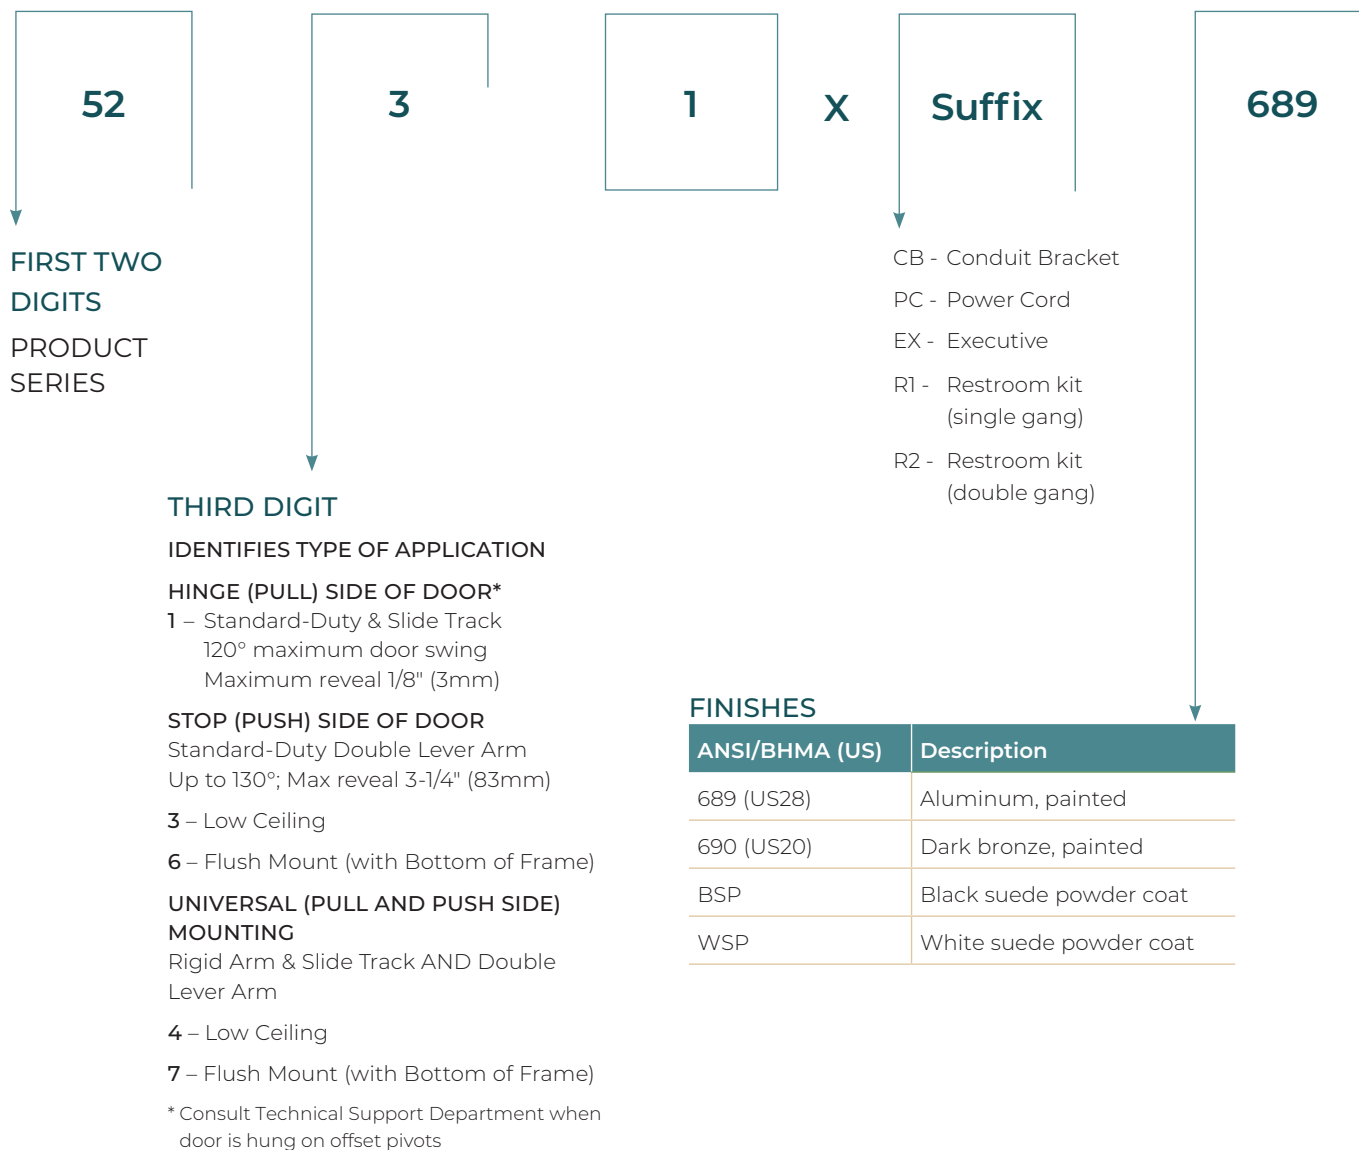 52 3 1 X Suffix 689
FIRST TWO
DIGITS
PRODUCT
SERIES
CB - Conduit Bracket
PC - Power Cord
EX - Executive
R1 - Restroom kit
(single gang)
R2 - Restroom kit
(double gang)
THIRD DIGIT
IDENTIFIES TYPE OF APPLICATION
HINGE (PULL) SIDE OF DOOR*
1 – Standard-Duty & Slide Track
120° maximum door swing
Maximum reveal 1/8" (3mm)
STOP (PUSH) SIDE OF DOOR
Standard-Duty Double Lever Arm
Up to 130°; Max reveal 3-1/4" (83mm)
3 – Low Ceiling
6 – Flush Mount (with Bottom of Frame)
UNIVERSAL (PULL AND PUSH SIDE)
MOUNTING
Rigid Arm & Slide Track AND Double
Lever Arm
4 – Low Ceiling
7 – Flush Mount (with Bottom of Frame)
* Consult Technical Support Department when
door is hung on offset pivots
FINISHES
ANSI/BHMA (US) Description
689 (US28) Aluminum, painted
690 (US20) Dark bronze, painted
BSP Black suede powder coat
WSP White suede powder coat